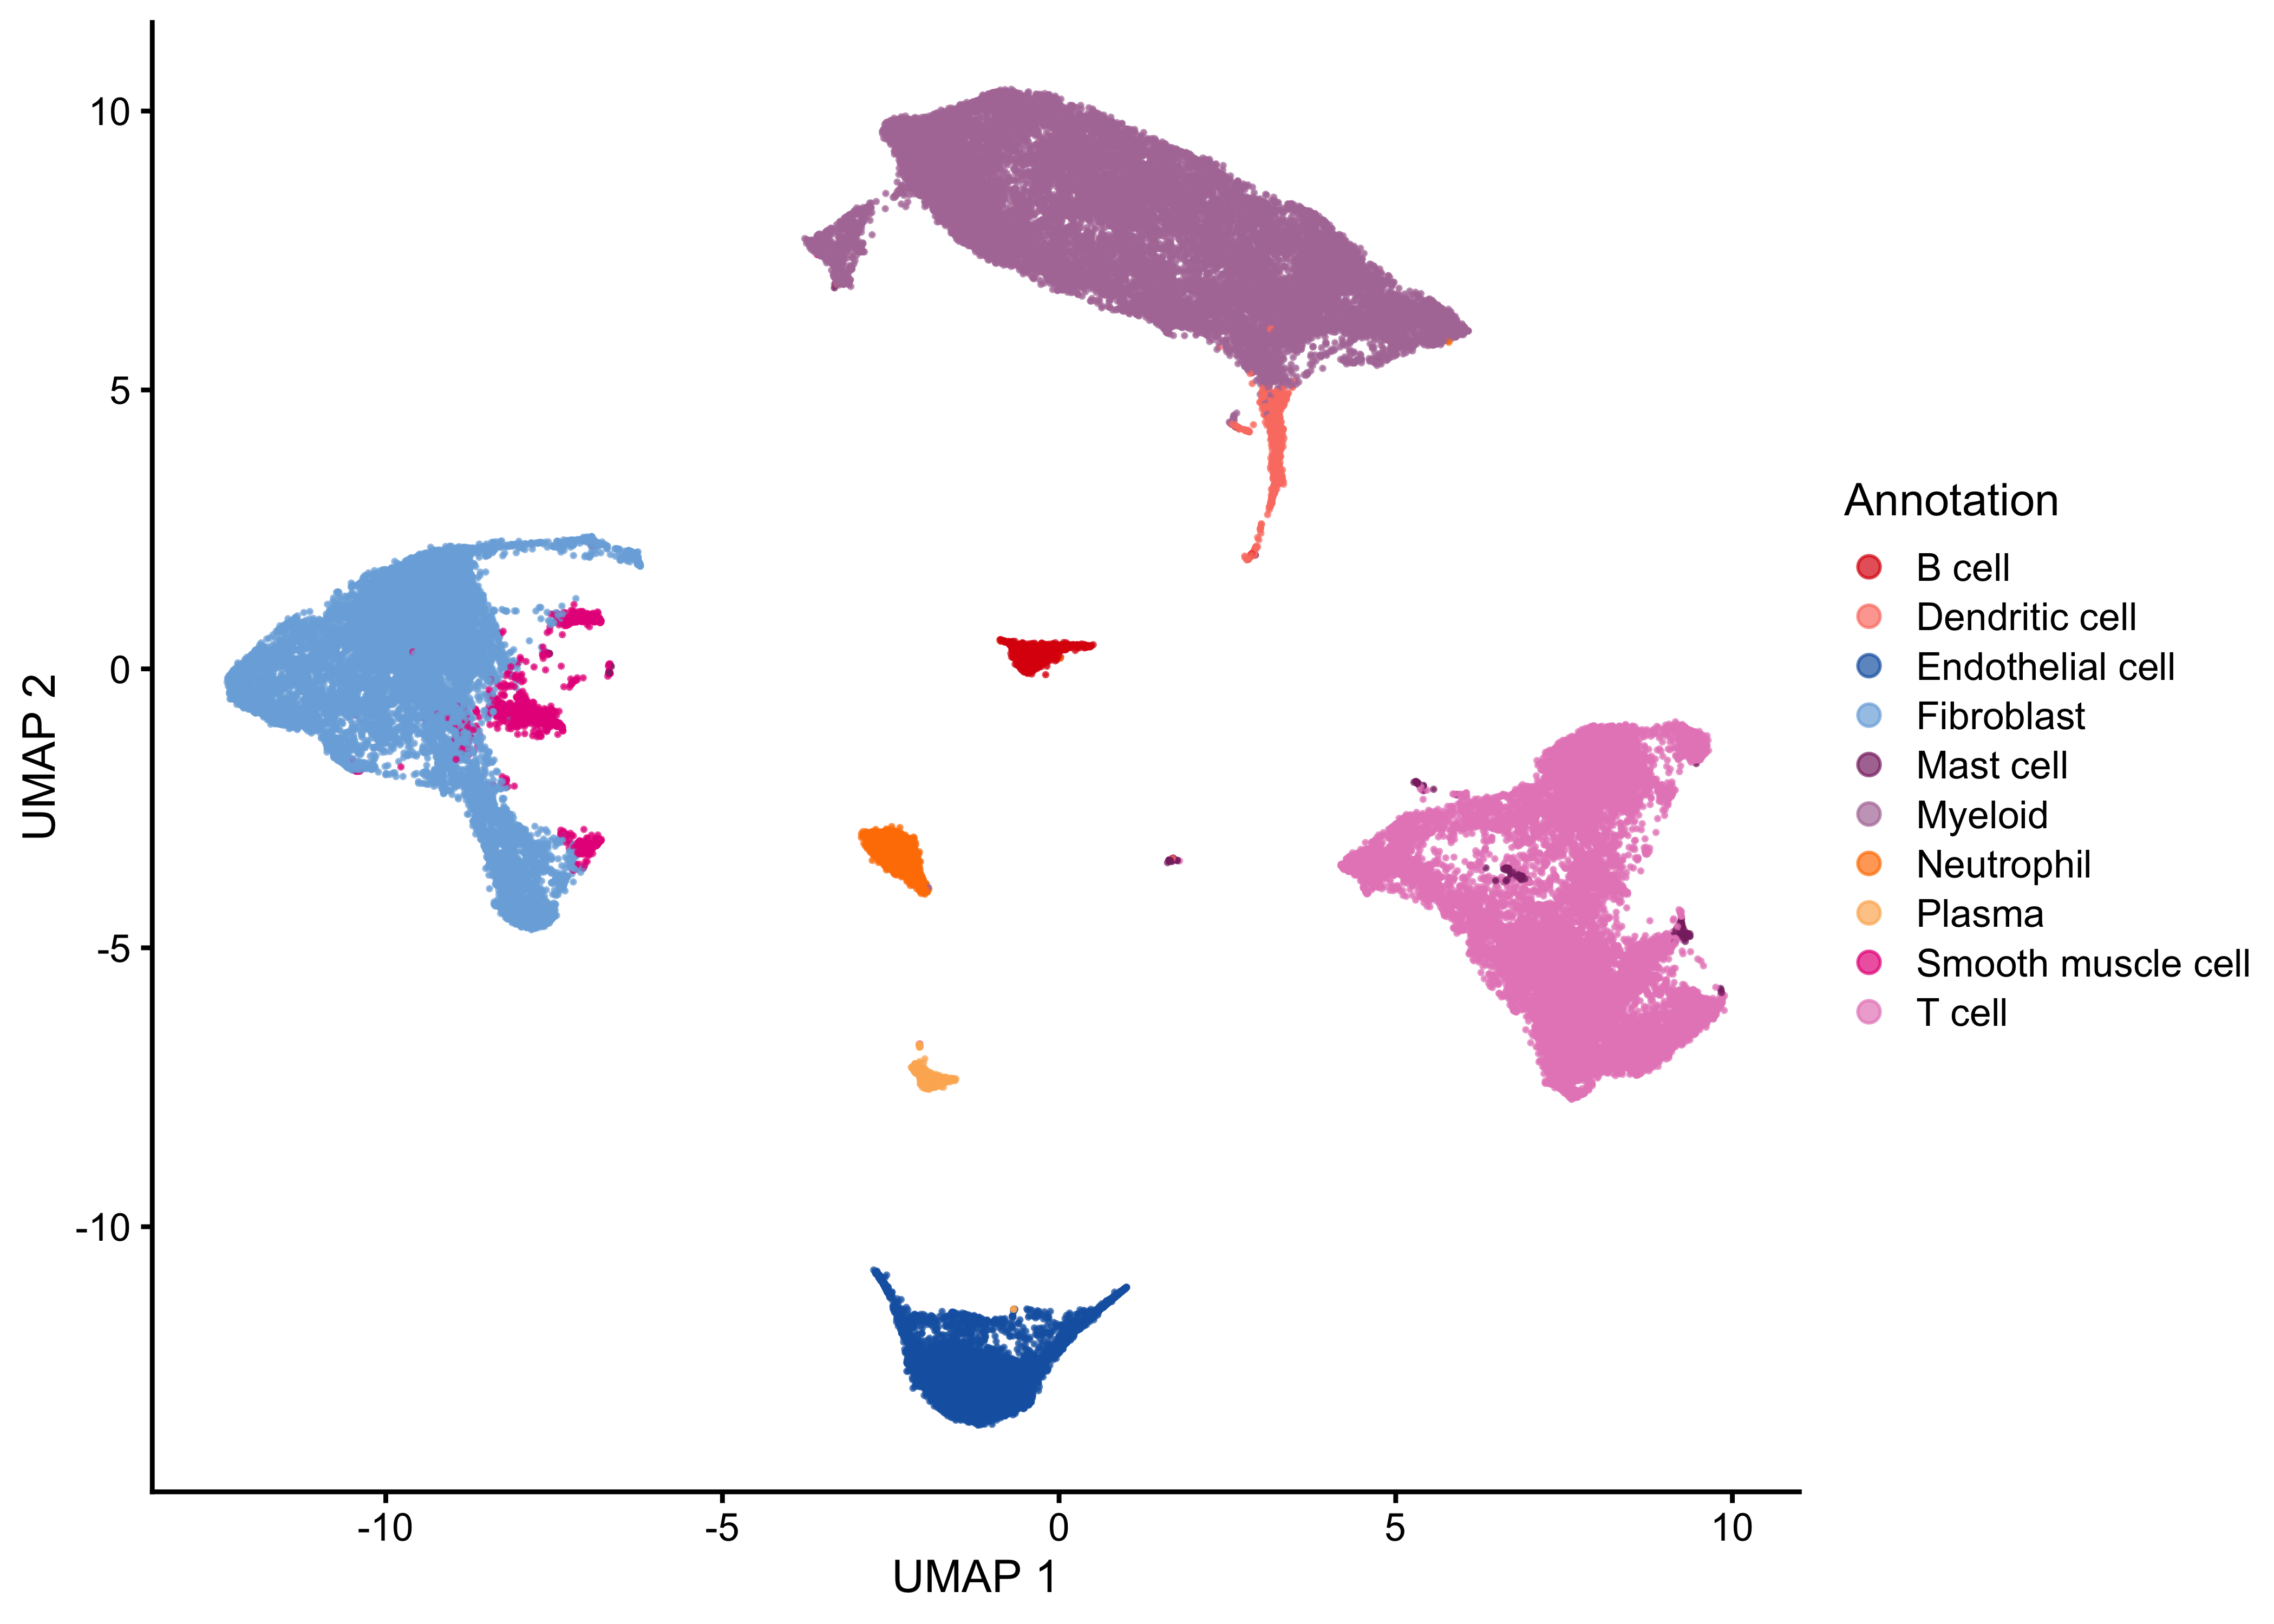 10
5
0
-5
-10
UMAP 2
-10
-5
0
5
10
UMAP 1
Annotation
B cell
Dendritic cell
Endothelial cell
Fibroblast
Mast cell
Myeloid
Neutrophil
Plasma
Smooth muscle cell
T cell